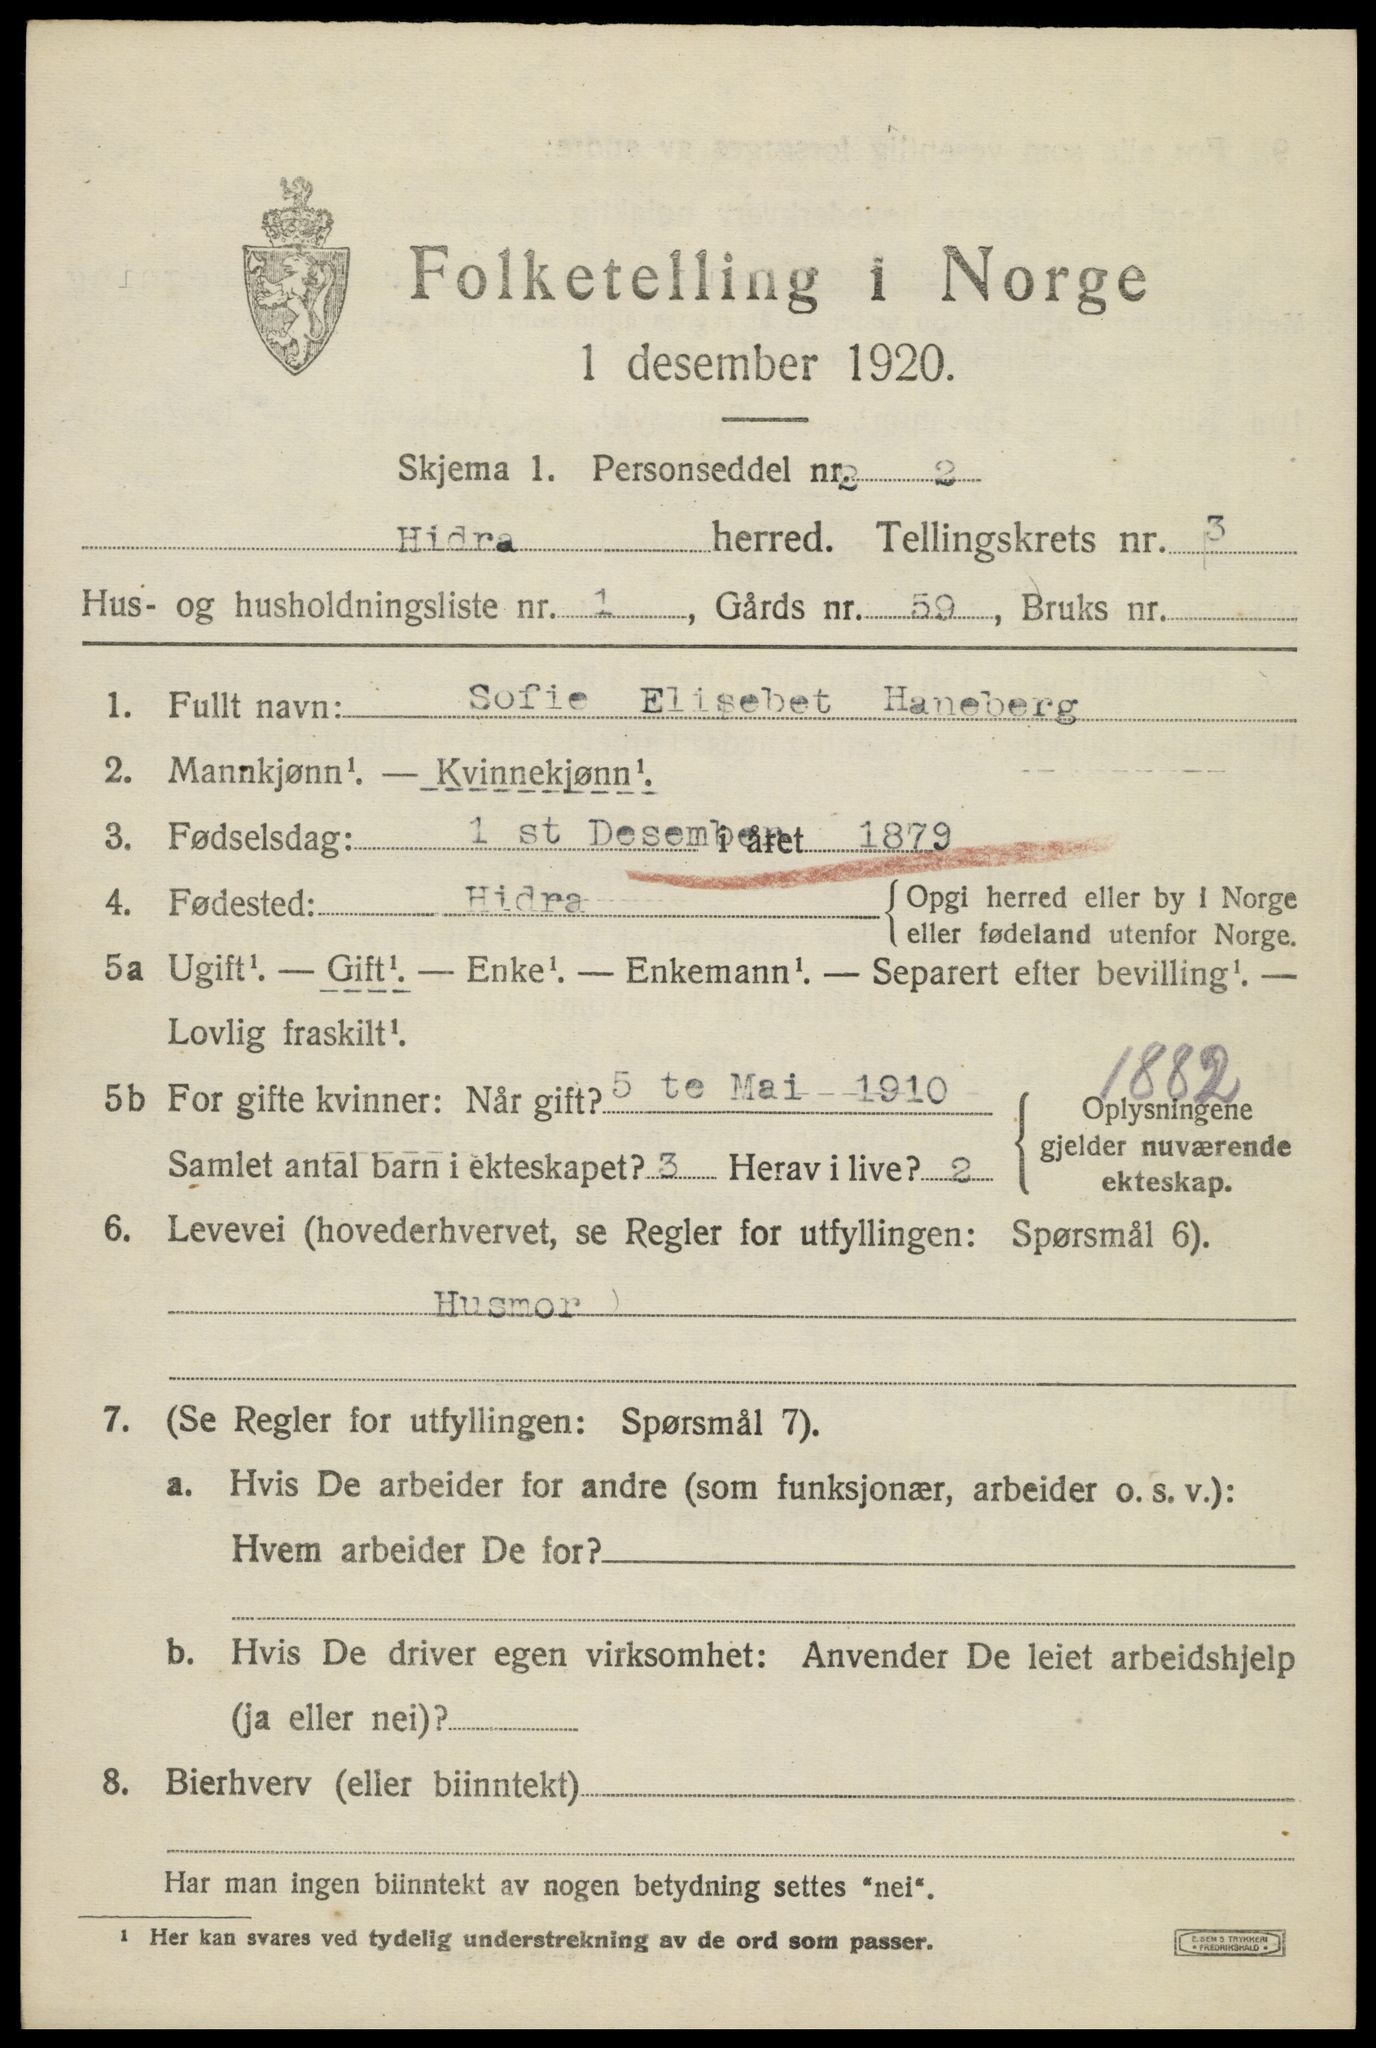 Folketelling i Norge
1 desember 1920.
Skjema 1. Personseddel nr. 2 2
Hidra herred. Tellingskrets nr. 3
Hus- og husholdningsliste nr. 1, Gårds nr. 59, Bruks nr.
1. Fullt navn: Sofie Elisebet Haneberg
2. Mannkjønn¹. — Kvinnekjønn¹.
3. Fødselsdag: 1 st Desember i året 1879
4. Fødested: Hidra { Opgi herred eller by i Norge
eller fødeland utenfor Norge.
5a Ugift¹. — Gift¹. — Enke¹. — Enkemann¹. — Separert efter bevilling¹. —
Lovlig fraskilt¹.
1882
5b For gifte kvinner: Når gift? 5 te Mai 1910 { Oplysningene
gjelder nuværende
Samlet antal barn i ekteskapet? 3 Herav i live? 2 ekteskap.
6. Levevei (hovederhvervet, se Regler for utfyllingen: Spørsmål 6).
Husmor )
7. (Se Regler for utfyllingen: Spørsmål 7).
a. Hvis De arbeider for andre (som funksjonær, arbeider o. s. v.):
Hvem arbeider De for?
b. Hvis De driver egen virksomhet: Anvender De leiet arbeidshjelp
(ja eller nei)?
8. Bierhverv (eller biinntekt)
Har man ingen biinntekt av nogen betydning settes "nei".
¹ Her kan svares ved tydelig understrekning av de ord som passer.
E. SEM'S TRYKKERI
• FREDRIKSHALD •